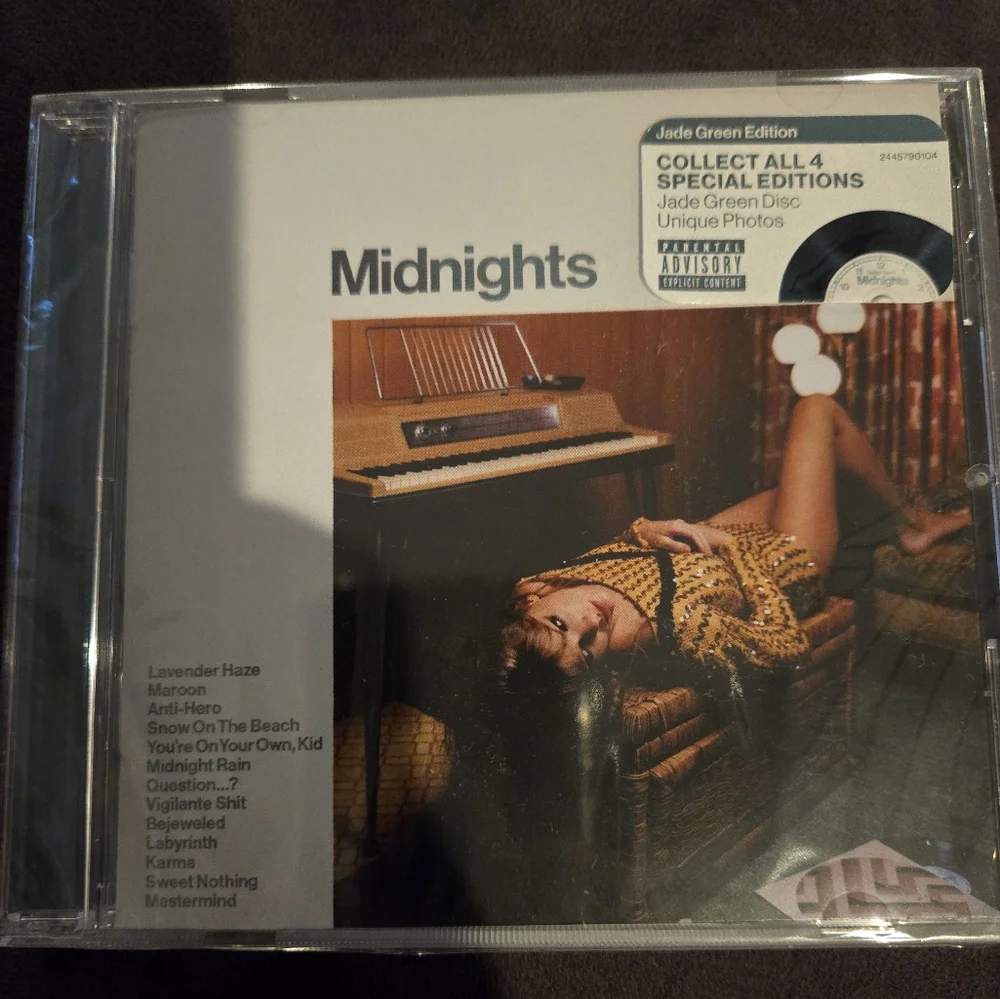 Jade Green Edition
COLLECT ALL 4
2445790104
SPECIAL EDITIONS
Jade Green Disc
Unique Photos
PARENTAL
ADVISORY
EXPLICIT CONTENT
Midnights
Midnights
Lavender Haze
Maroon
Anti-Hero
Snow On The Beach
You're On Your Own, Kid
Midnight Rain
Question...?
Vigilante Shit
Bejeweled
Labyrinth
Karma
Sweet Nothing
Mastermind